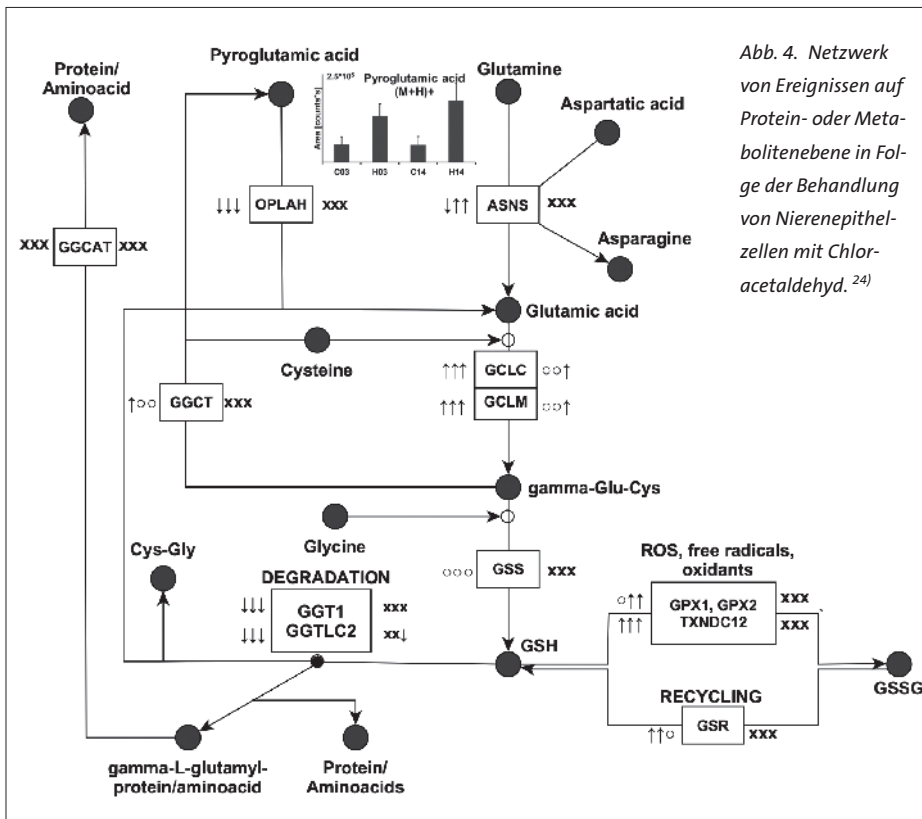 Abb. 4. Netzwerk
von Ereignissen auf
Protein- oder Meta-
bolitenebene in Fol-
ge der Behandlung
von Nierenepithel-
zellen mit Chlor-
acetaldehyd. 24)
Protein/
Aminoacid
Pyroglutamic acid
2.5*10⁵
Pyroglutamic acid
(M+H)+
Area [counts*s]
C03 H03 C14 H14
Glutamine
Aspartatic acid
↓↓↓ OPLAH xxx
↓↑↑ ASNS xxx
xxx GGCAT xxx
Asparagine
Glutamic acid
Cysteine
↑↑↑ GCLC ○○↑
↑↑↑ GCLM ○○↑
↑○○ GGCT xxx
gamma-Glu-Cys
Glycine
Cys-Gly
DEGRADATION
↓↓↓ GGT1 xxx
↓↓↓ GGTLC2 xx↓
○○○ GSS xxx
ROS, free radicals,
oxidants
○↑↑ GPX1, GPX2 xxx
↑↑↑ TXNDC12 xxx
GSH
GSSG
RECYCLING
↑↑○ GSR xxx
gamma-L-glutamyl-
protein/aminoacid
Protein/
Aminoacids